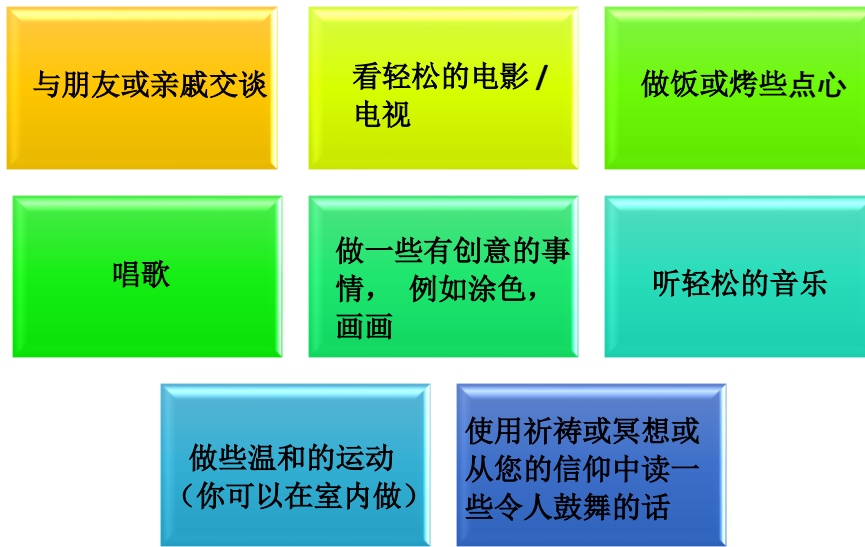 与朋友或亲戚交谈
看轻松的电影 /
电视
做饭或烤些点心
唱歌
做一些有创意的事
情， 例如涂色，
画画
听轻松的音乐
做些温和的运动
（你可以在室内做）
使用祈祷或冥想或
从您的信仰中读一
些令人鼓舞的话